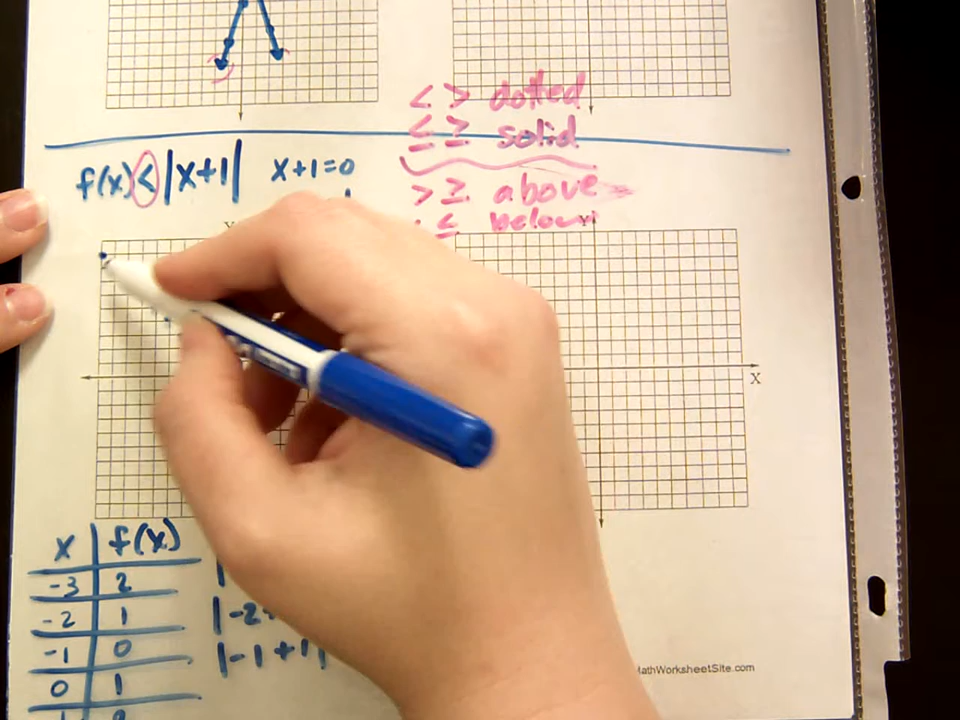 < > dotted
≤ ≥ solid
f(x) < |x+1| x+1=0
> ≥ above
≤ below
Y
X
x f(x)
-3 2
-2 1
|-2
-1 0
|-1 + 1|
0 1
MathWorksheetSite.com